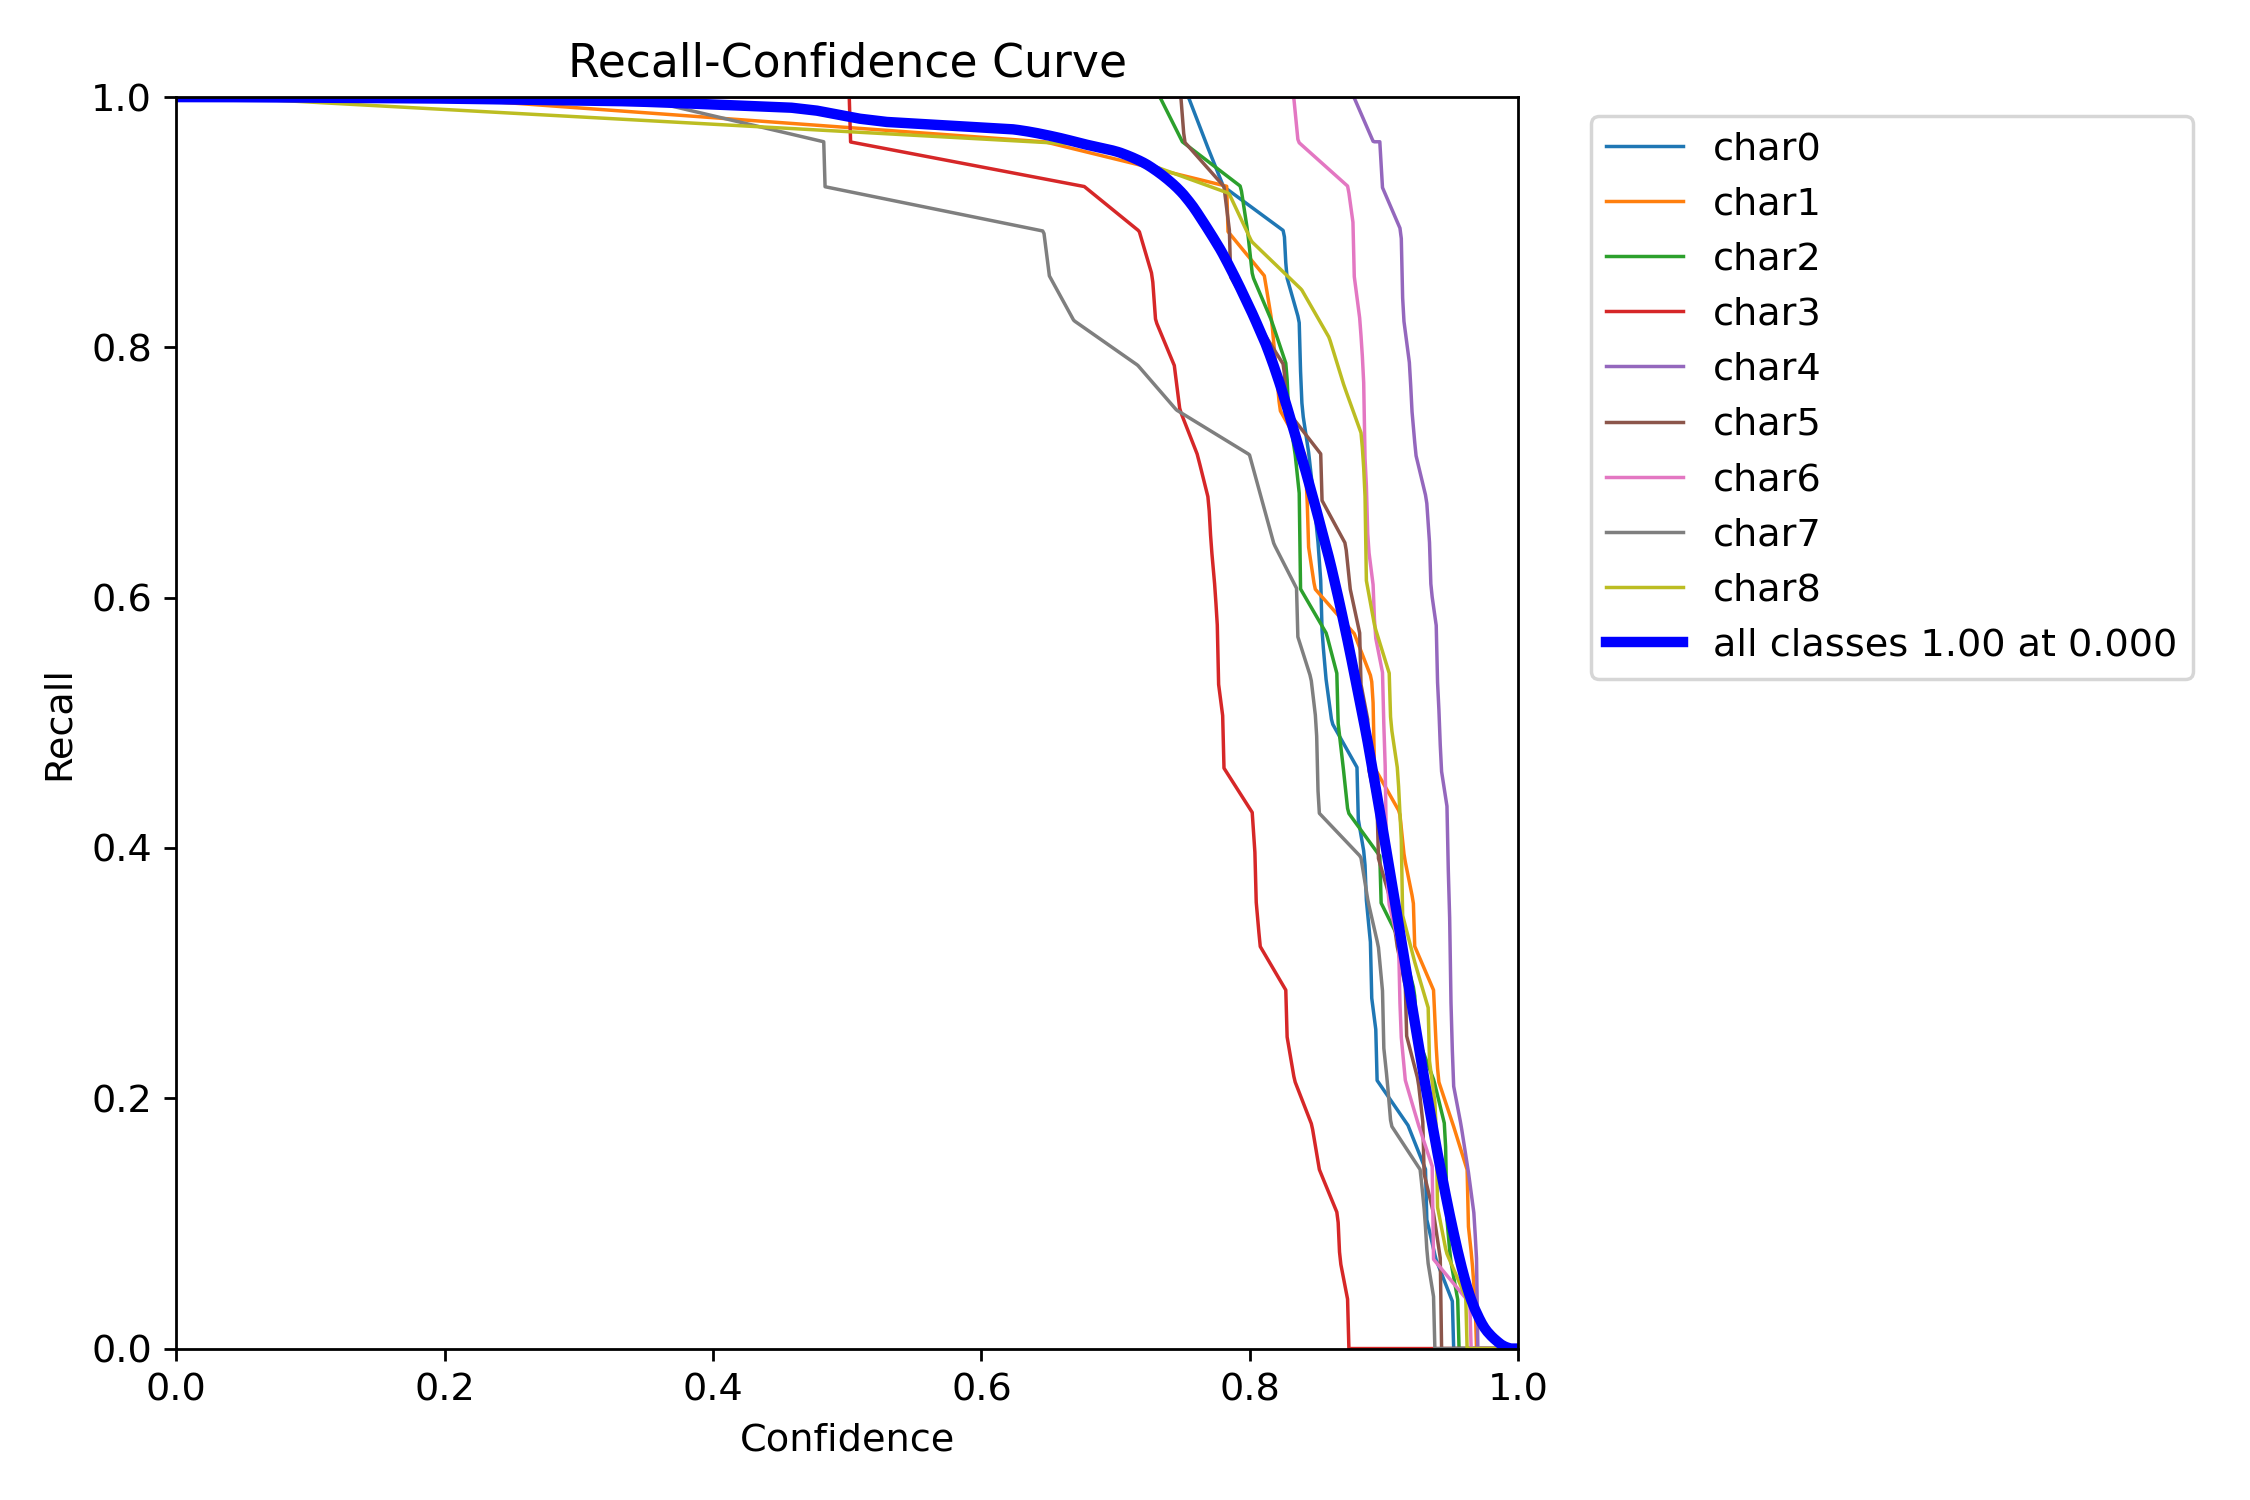 Recall-Confidence Curve
1.0
0.8
0.6
0.4
0.2
0.0
Recall
0.0 0.2 0.4 0.6 0.8 1.0
Confidence
char0
char1
char2
char3
char4
char5
char6
char7
char8
all classes 1.00 at 0.000